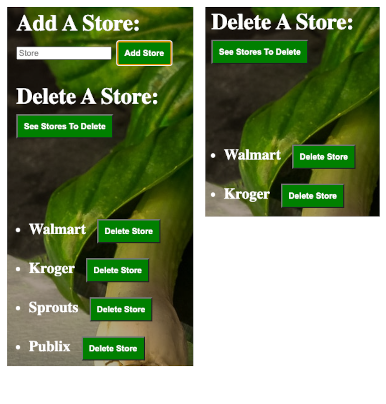 Add A Store:
Store Add Store
Delete A Store:
See Stores To Delete
Walmart Delete Store
Kroger Delete Store
Sprouts Delete Store
Publix Delete Store
Delete A Store:
See Stores To Delete
Walmart Delete Store
Kroger Delete Store